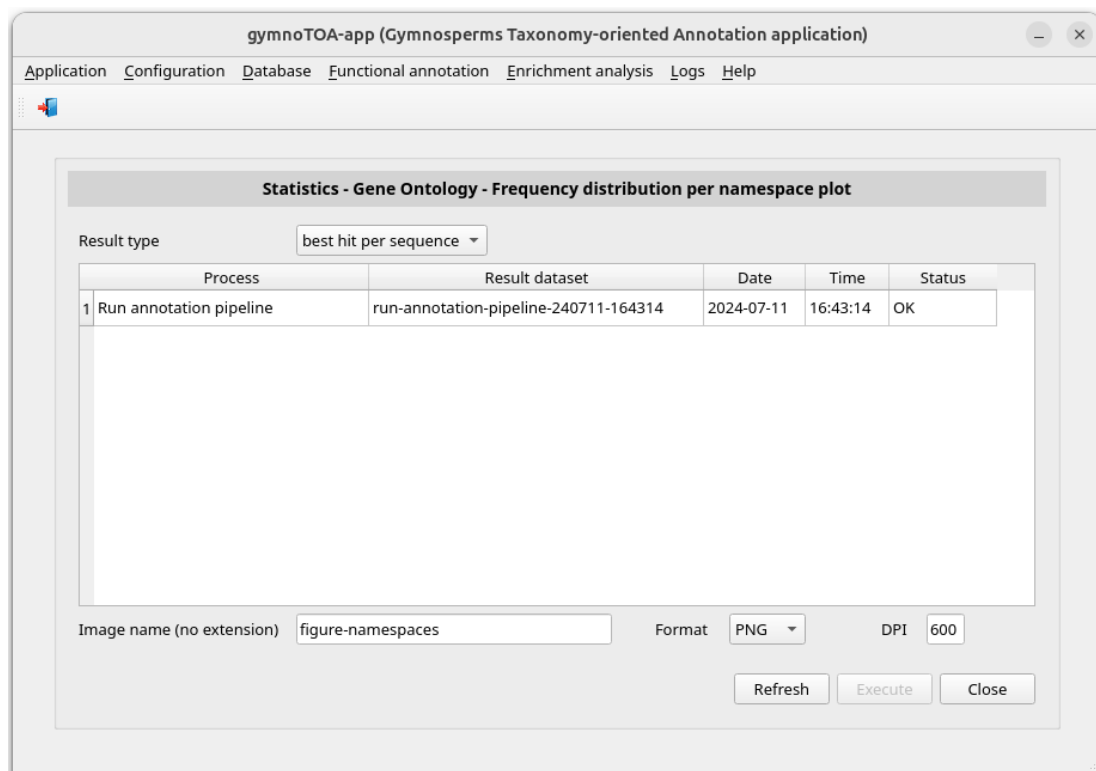 gymnoTOA-app (Gymnosperms Taxonomy-oriented Annotation application)
Application Configuration Database Functional annotation Enrichment analysis Logs Help
Statistics - Gene Ontology - Frequency distribution per namespace plot
Result type best hit per sequence
Process Result dataset Date Time Status
1 Run annotation pipeline run-annotation-pipeline-240711-164314 2024-07-11 16:43:14 OK
Image name (no extension) figure-namespaces Format PNG DPI 600
Refresh Execute Close